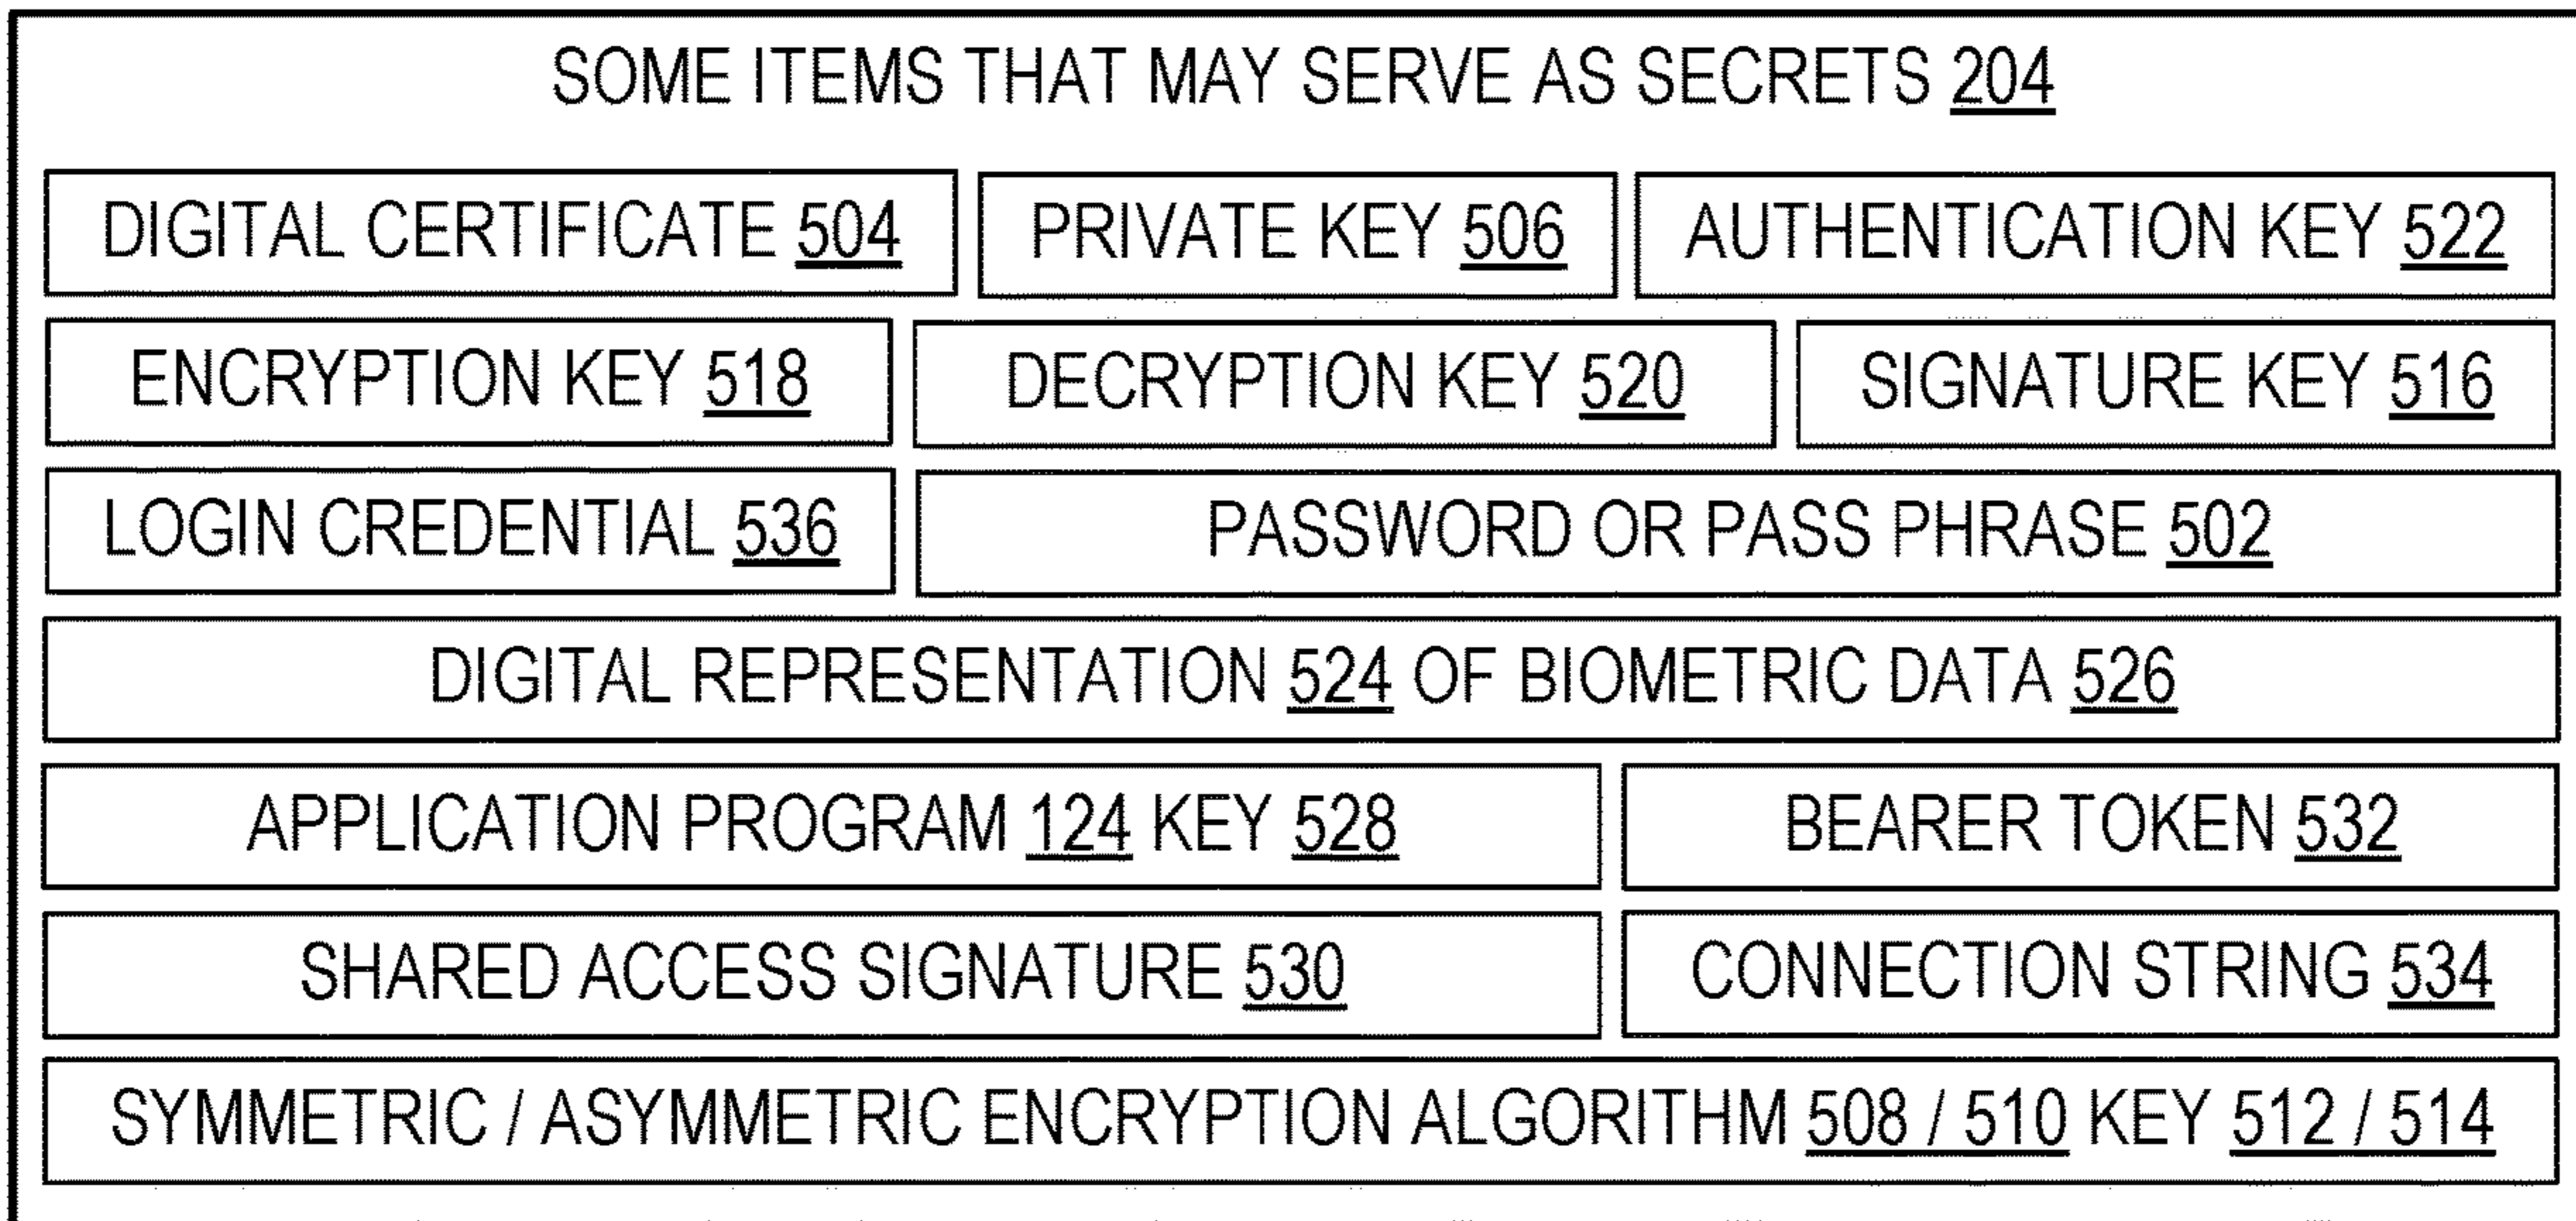 SOME ITEMS THAT MAY SERVE AS SECRETS 204
DIGITAL CERTIFICATE 504
PRIVATE KEY 506
AUTHENTICATION KEY 522
ENCRYPTION KEY 518
DECRYPTION KEY 520
SIGNATURE KEY 516
LOGIN CREDENTIAL 536
PASSWORD OR PASS PHRASE 502
DIGITAL REPRESENTATION 524 OF BIOMETRIC DATA 526
APPLICATION PROGRAM 124 KEY 528
BEARER TOKEN 532
SHARED ACCESS SIGNATURE 530
CONNECTION STRING 534
SYMMETRIC / ASYMMETRIC ENCRYPTION ALGORITHM 508 / 510 KEY 512 / 514